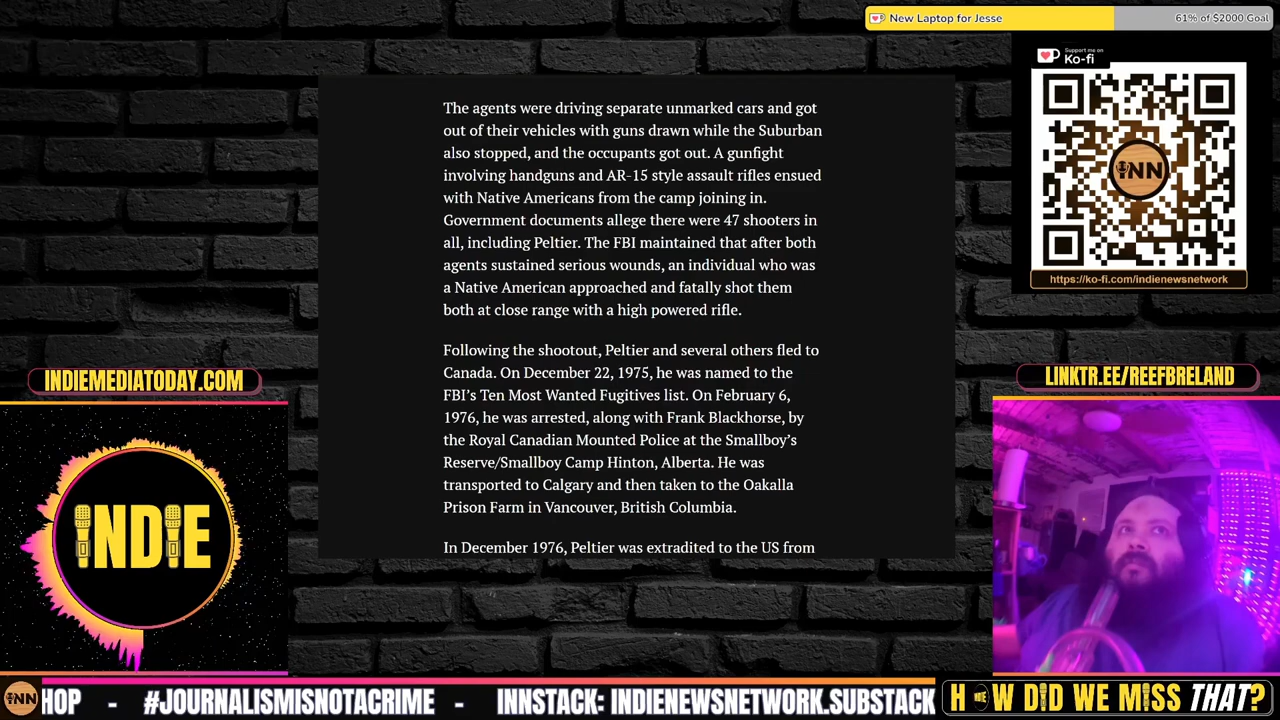 New Laptop for Jesse
61% of $2000 Goal
Support me on
Ko-fi
INN
https://ko-fi.com/indienewsnetwork
The agents were driving separate unmarked cars and got
out of their vehicles with guns drawn while the Suburban
also stopped, and the occupants got out. A gunfight
involving handguns and AR-15 style assault rifles ensued
with Native Americans from the camp joining in.
Government documents allege there were 47 shooters in
all, including Peltier. The FBI maintained that after both
agents sustained serious wounds, an individual who was
a Native American approached and fatally shot them
both at close range with a high powered rifle.
Following the shootout, Peltier and several others fled to
Canada. On December 22, 1975, he was named to the
FBI’s Ten Most Wanted Fugitives list. On February 6,
1976, he was arrested, along with Frank Blackhorse, by
the Royal Canadian Mounted Police at the Smallboy’s
Reserve/Smallboy Camp Hinton, Alberta. He was
transported to Calgary and then taken to the Oakalla
Prison Farm in Vancouver, British Columbia.
In December 1976, Peltier was extradited to the US from
INDIEMEDIATODAY.COM
LINKTR.EE/REEFBRELAND
INDIE
INN
HOP - #JOURNALISMISNOTACRIME - INNSTACK: INDIENEWSNETWORK.SUBSTACK
HOW DID WE MISS THAT?